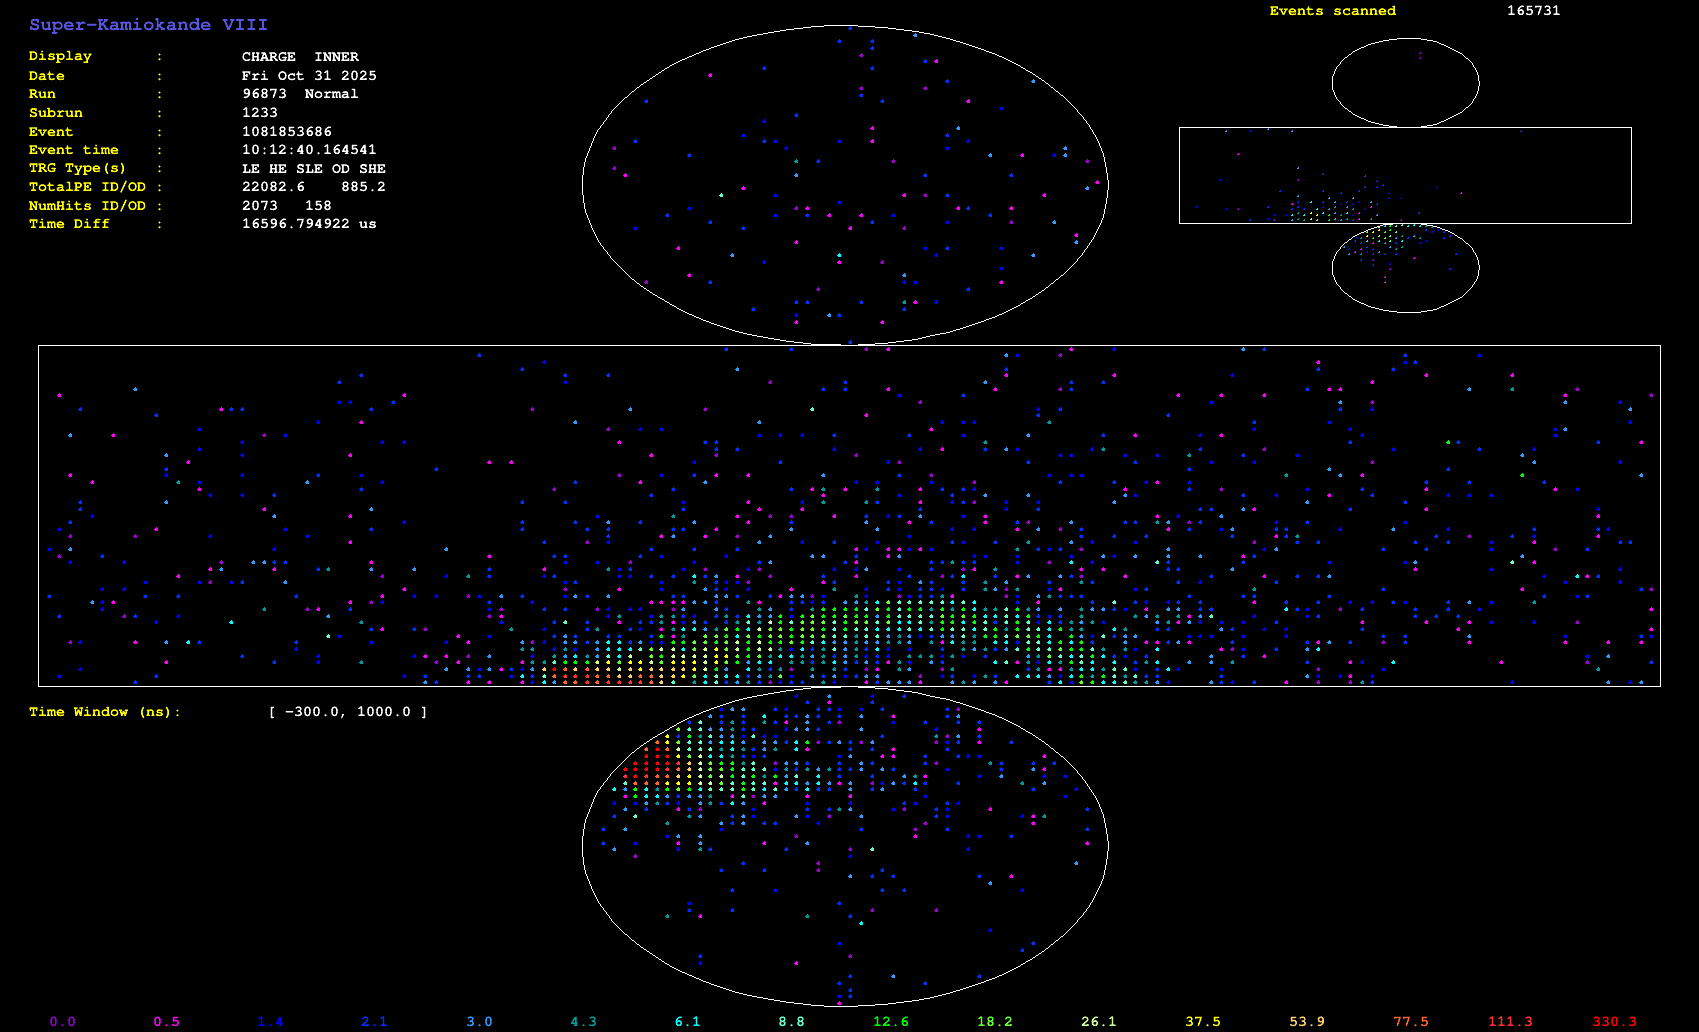 Super-Kamiokande VIII
Display : CHARGE INNER
Date : Fri Oct 31 2025
Run : 96873 Normal
Subrun : 1233
Event : 1081853686
Event time : 10:12:40.164541
TRG Type(s) : LE HE SLE OD SHE
TotalPE ID/OD : 22082.6 885.2
NumHits ID/OD : 2073 158
Time Diff : 16596.794922 us
Events scanned 165731
Time Window (ns): [ -300.0, 1000.0 ]
0.0 0.5 1.4 2.1 3.0 4.3 6.1 8.8 12.6 18.2 26.1 37.5 53.9 77.5 111.3 330.3